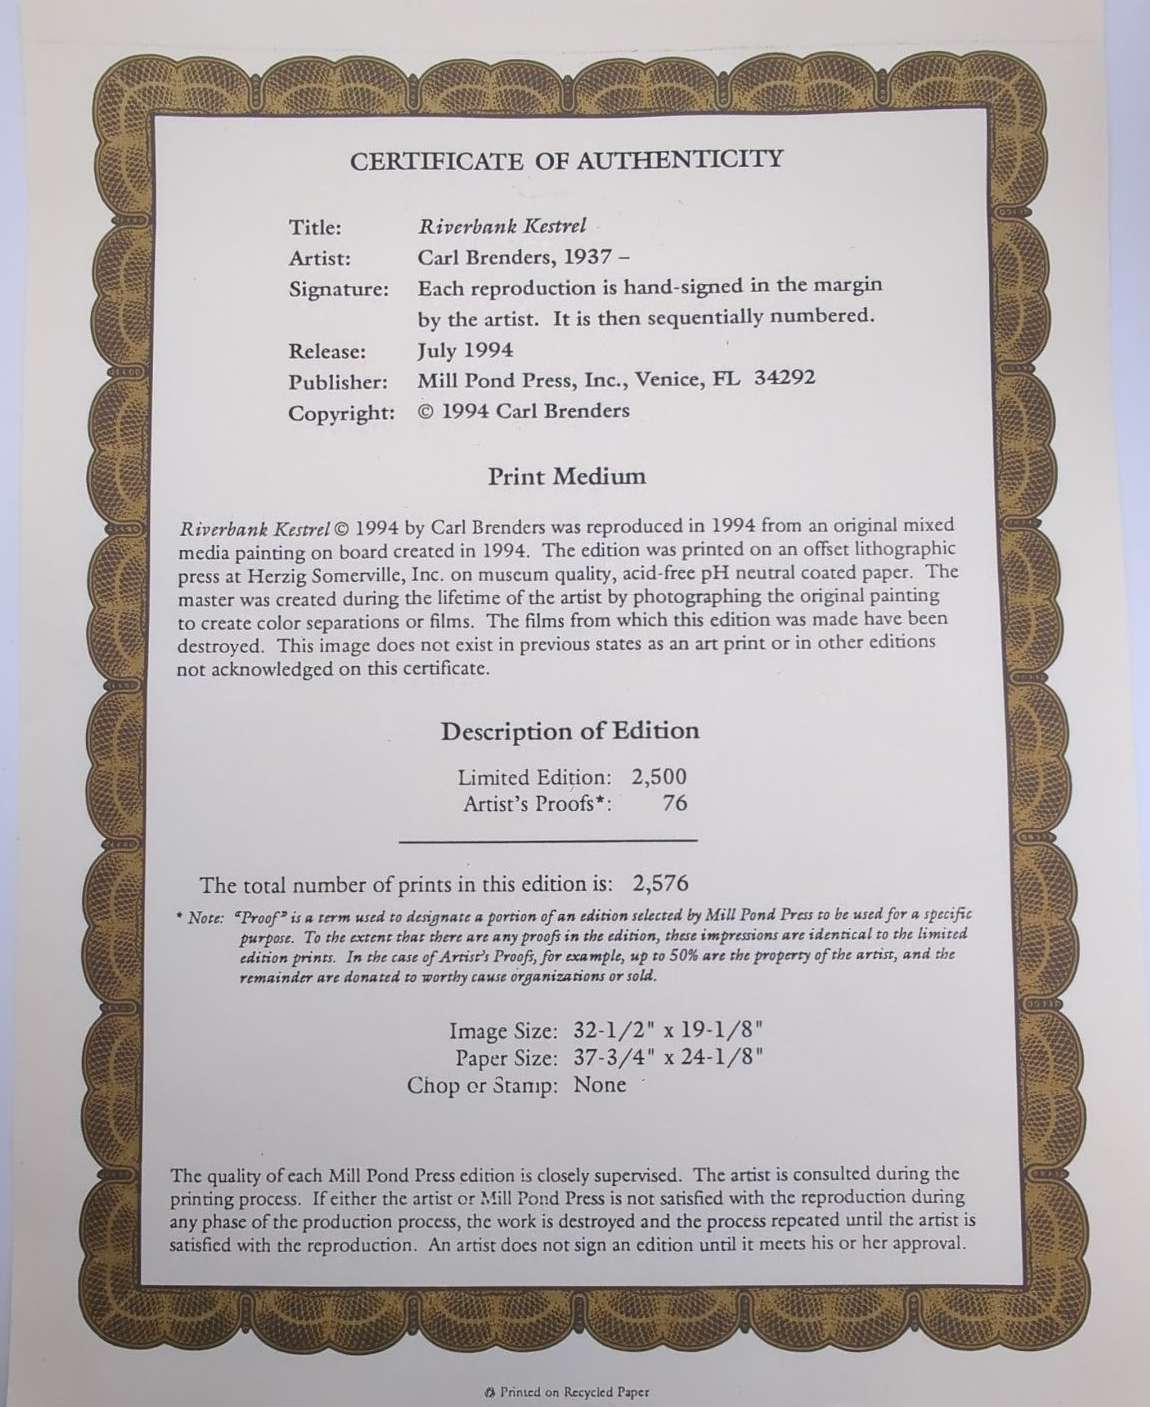 CERTIFICATE OF AUTHENTICITY
Title: Riverbank Kestrel
Artist: Carl Brenders, 1937 –
Signature: Each reproduction is hand-signed in the margin
by the artist. It is then sequentially numbered.
Release: July 1994
Publisher: Mill Pond Press, Inc., Venice, FL 34292
Copyright: © 1994 Carl Brenders
Print Medium
Riverbank Kestrel © 1994 by Carl Brenders was reproduced in 1994 from an original mixed
media painting on board created in 1994. The edition was printed on an offset lithographic
press at Herzig Somerville, Inc. on museum quality, acid-free pH neutral coated paper. The
master was created during the lifetime of the artist by photographing the original painting
to create color separations or films. The films from which this edition was made have been
destroyed. This image does not exist in previous states as an art print or in other editions
not acknowledged on this certificate.
Description of Edition
Limited Edition: 2,500
Artist's Proofs*: 76
The total number of prints in this edition is: 2,576
* Note: "Proof" is a term used to designate a portion of an edition selected by Mill Pond Press to be used for a specific
purpose. To the extent that there are any proofs in the edition, these impressions are identical to the limited
edition prints. In the case of Artist's Proofs, for example, up to 50% are the property of the artist, and the
remainder are donated to worthy cause organizations or sold.
Image Size: 32-1/2" x 19-1/8"
Paper Size: 37-3/4" x 24-1/8"
Chop or Stamp: None
The quality of each Mill Pond Press edition is closely supervised. The artist is consulted during the
printing process. If either the artist or Mill Pond Press is not satisfied with the reproduction during
any phase of the production process, the work is destroyed and the process repeated until the artist is
satisfied with the reproduction. An artist does not sign an edition until it meets his or her approval.
Printed on Recycled Paper